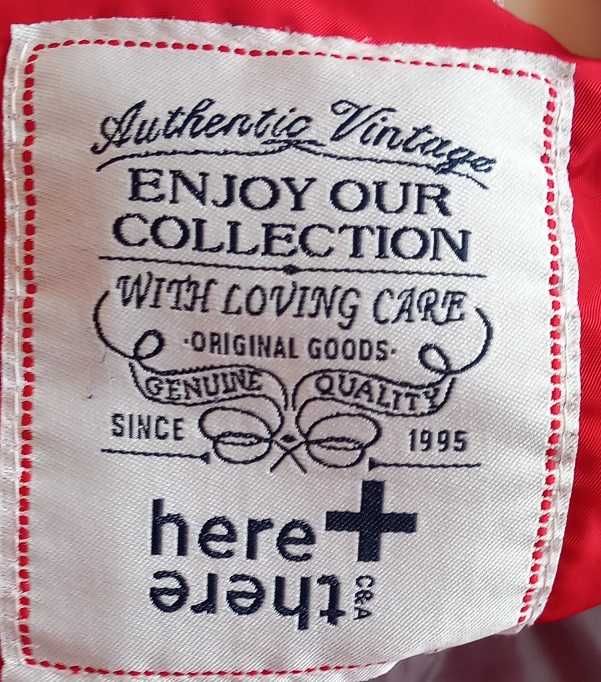 Authentic Vintage
ENJOY OUR
COLLECTION
WITH LOVING CARE
·ORIGINAL GOODS·
GENUINE QUALITY
SINCE 1995
here+
there C&A